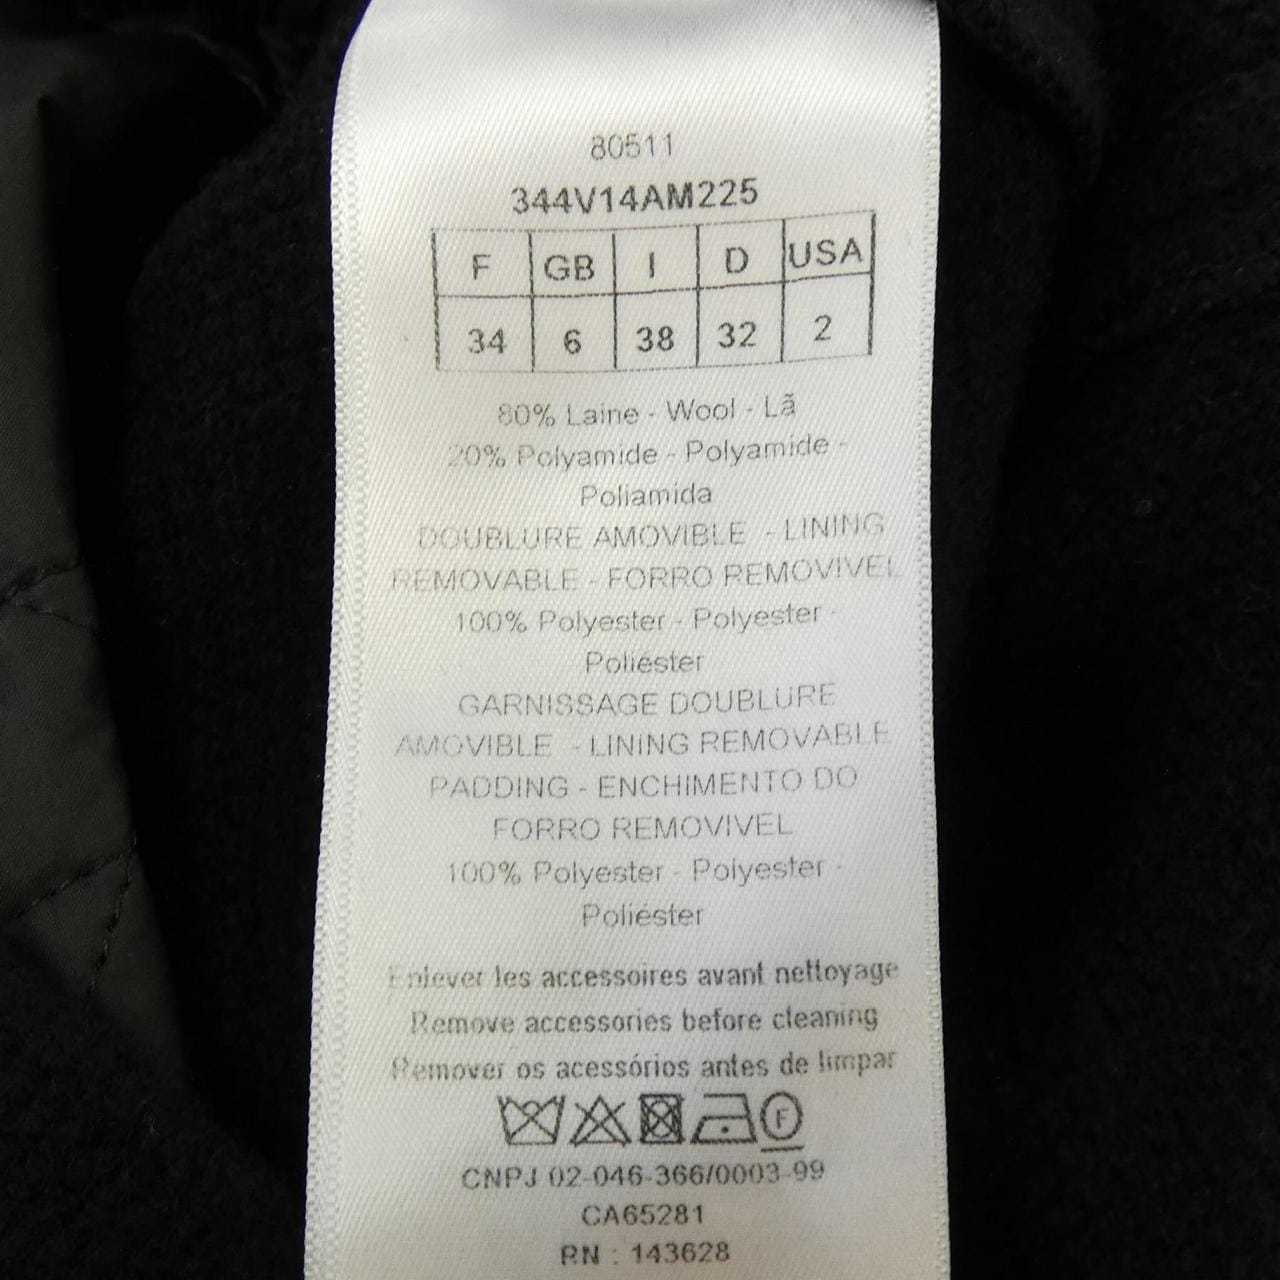 80511
344V14AM225
F GB I D USA
34 6 38 32 2
80% Laine - Wool - Lã
20% Polyamide - Polyamide -
Poliamida
DOUBLURE AMOVIBLE - LINING
REMOVABLE - FORRO REMOVIVEL
100% Polyester - Polyester -
Poliéster
GARNISSAGE DOUBLURE
AMOVIBLE - LINING REMOVABLE
PADDING - ENCHIMENTO DO
FORRO REMOVIVEL
100% Polyester - Polyester -
Poliéster
Enlever les accessoires avant nettoyage
Remove accessories before cleaning
Remover os acessórios antes de limpar
F
CNPJ 02-046-366/0003-99
CA65281
RN : 143628